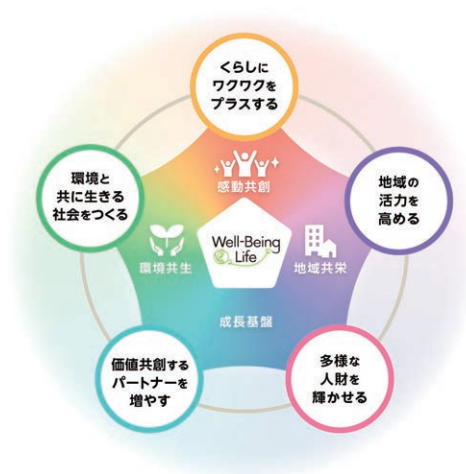 くらしに
ワクワクを
プラスする
環境と
共に生きる
社会をつくる
地域の
活力を
高める
感動共創
環境共生
Well-Being
Life
地域共栄
成長基盤
価値共創する
パートナーを
増やす
多様な
人財を
輝かせる